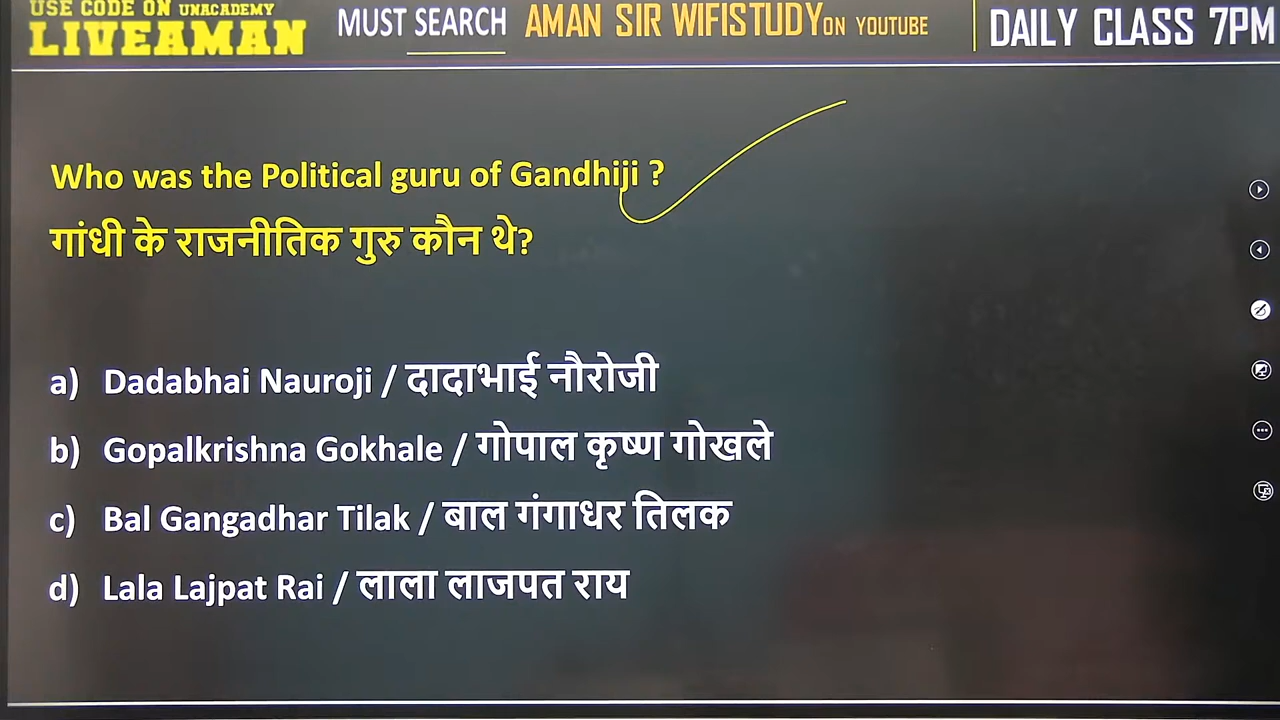 USE CODE ON UNACADEMY
LIVEAMAN
MUST SEARCH AMAN SIR WIFISTUDY ON YOUTUBE
DAILY CLASS 7PM
Who was the Political guru of Gandhiji ?
गांधी के राजनीतिक गुरु कौन थे?
a) Dadabhai Nauroji / दादाभाई नौरोजी
b) Gopalkrishna Gokhale / गोपाल कृष्ण गोखले
c) Bal Gangadhar Tilak / बाल गंगाधर तिलक
d) Lala Lajpat Rai / लाला लाजपत राय